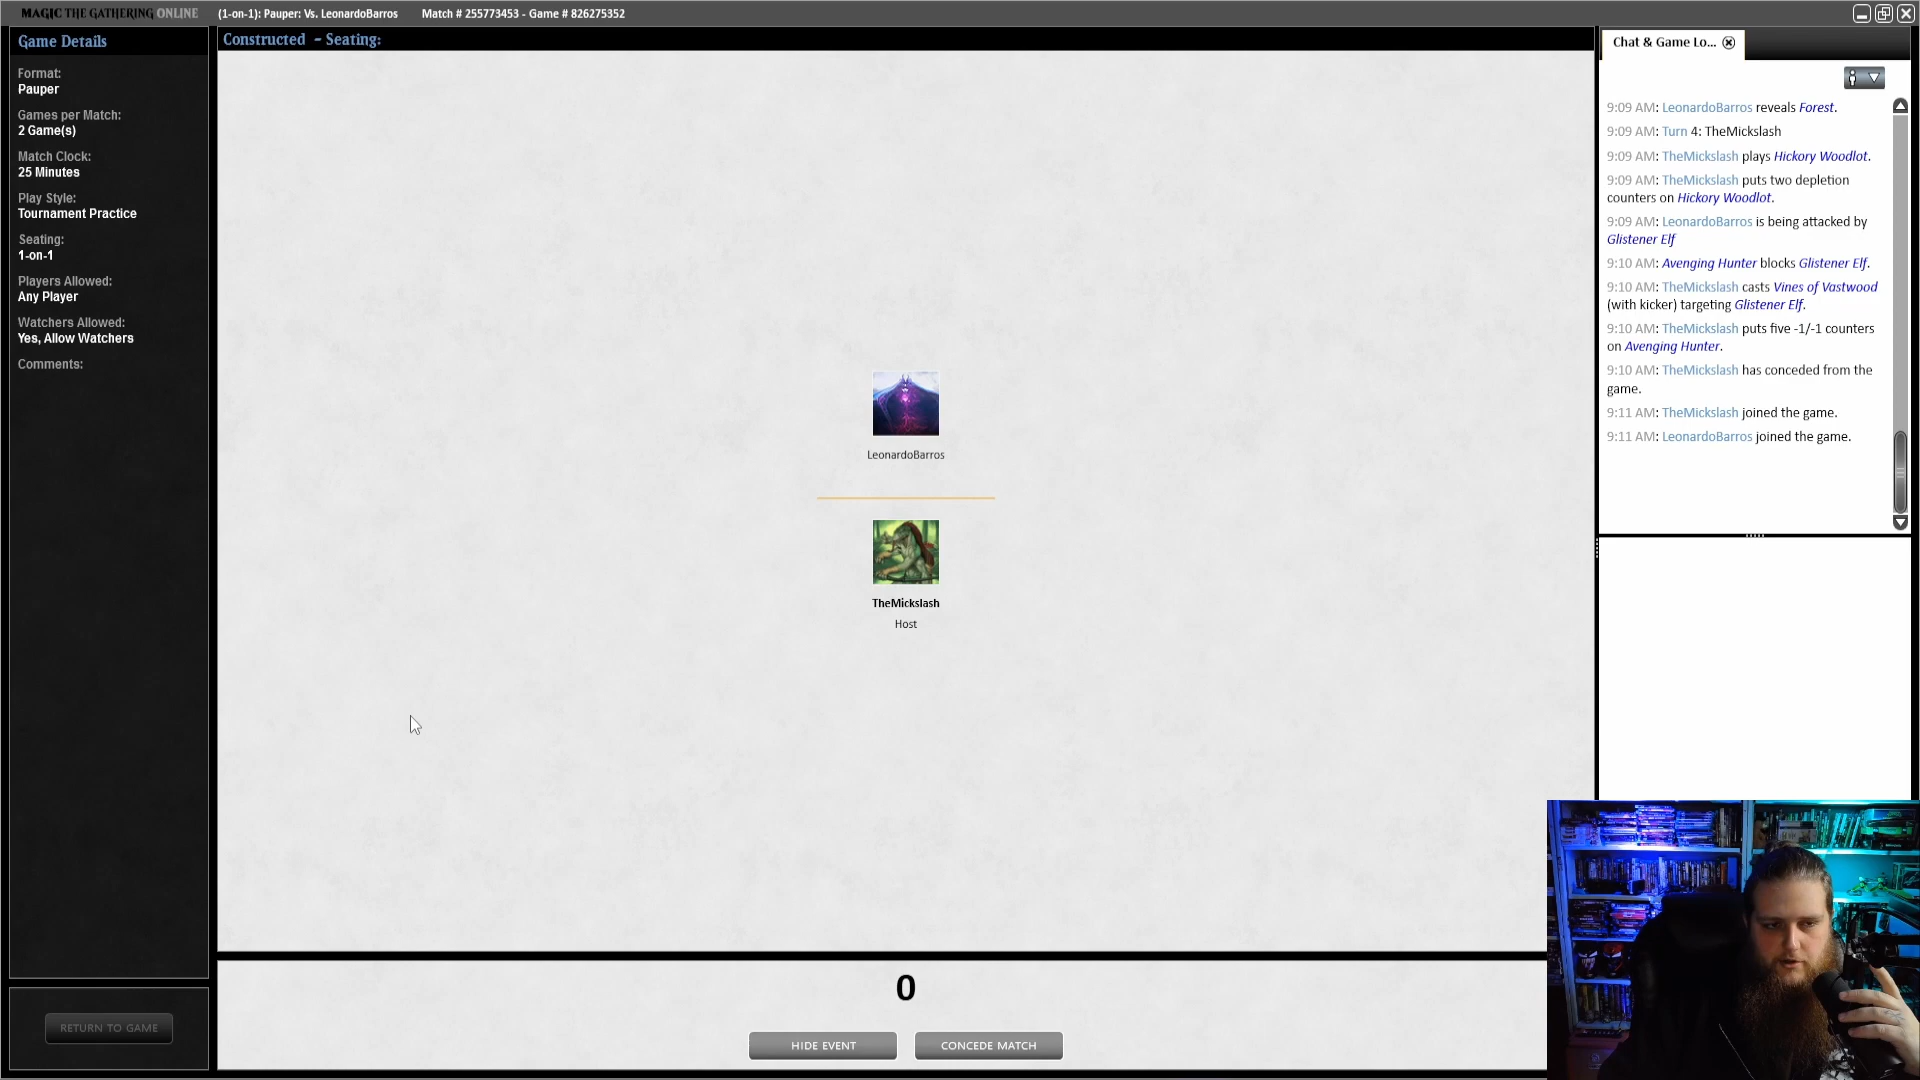 MAGIC THE GATHERING ONLINE
(1-on-1): Pauper: Vs. LeonardoBarros
Match # 255773453 - Game # 826275352
Game Details
Format:
Pauper
Games per Match:
2 Game(s)
Match Clock:
25 Minutes
Play Style:
Tournament Practice
Seating:
1-on-1
Players Allowed:
Any Player
Watchers Allowed:
Yes, Allow Watchers
Comments:
RETURN TO GAME
Constructed - Seating:
LeonardoBarros
TheMickslash
Host
0
HIDE EVENT
CONCEDE MATCH
Chat & Game Lo...
9:09 AM: LeonardoBarros reveals Forest.
9:09 AM: Turn 4: TheMickslash
9:09 AM: TheMickslash plays Hickory Woodlot.
9:09 AM: TheMickslash puts two depletion
counters on Hickory Woodlot.
9:09 AM: LeonardoBarros is being attacked by
Glistener Elf
9:10 AM: Avenging Hunter blocks Glistener Elf.
9:10 AM: TheMickslash casts Vines of Vastwood
(with kicker) targeting Glistener Elf.
9:10 AM: TheMickslash puts five -1/-1 counters
on Avenging Hunter.
9:10 AM: TheMickslash has conceded from the
game.
9:11 AM: TheMickslash joined the game.
9:11 AM: LeonardoBarros joined the game.